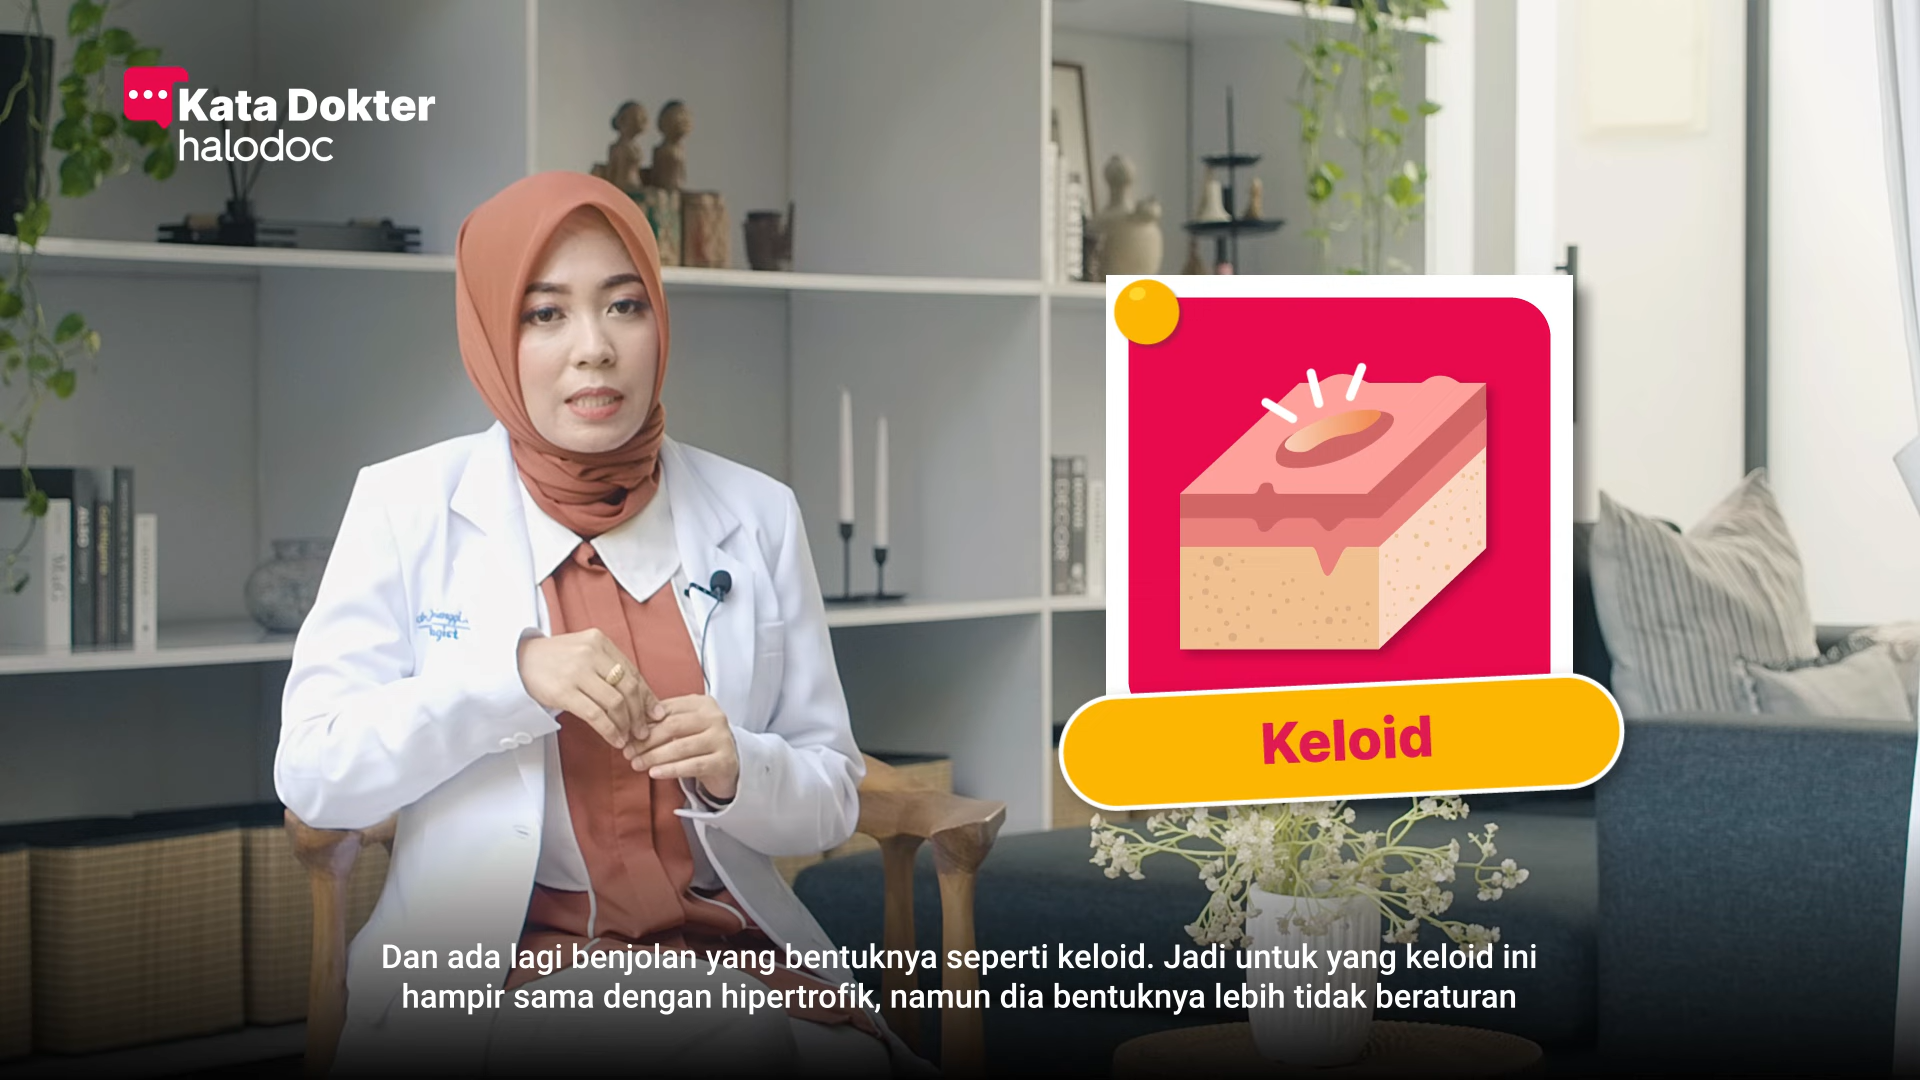 Kata Dokter
halodoc
DECOR
Keloid
Dan ada lagi benjolan yang bentuknya seperti keloid. Jadi untuk yang keloid ini
hampir sama dengan hipertrofik, namun dia bentuknya lebih tidak beraturan